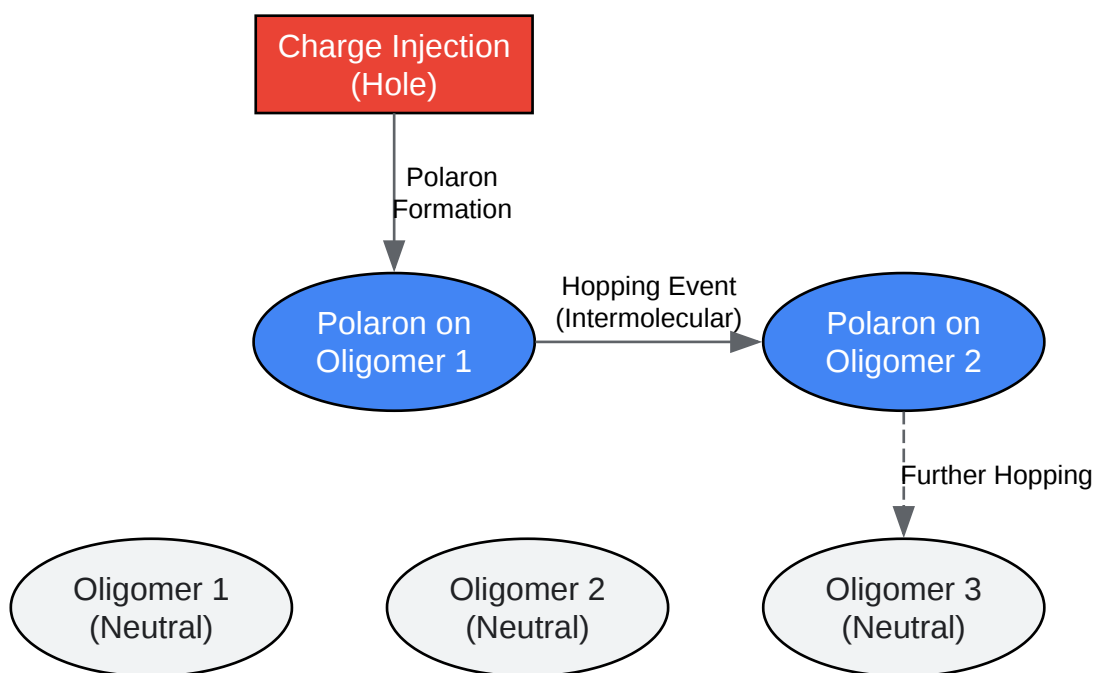 Charge Injection
(Hole)
Polaron
Formation
Polaron on
Oligomer 1
Hopping Event
(Intermolecular)
Polaron on
Oligomer 2
Further Hopping
Oligomer 1
(Neutral)
Oligomer 2
(Neutral)
Oligomer 3
(Neutral)